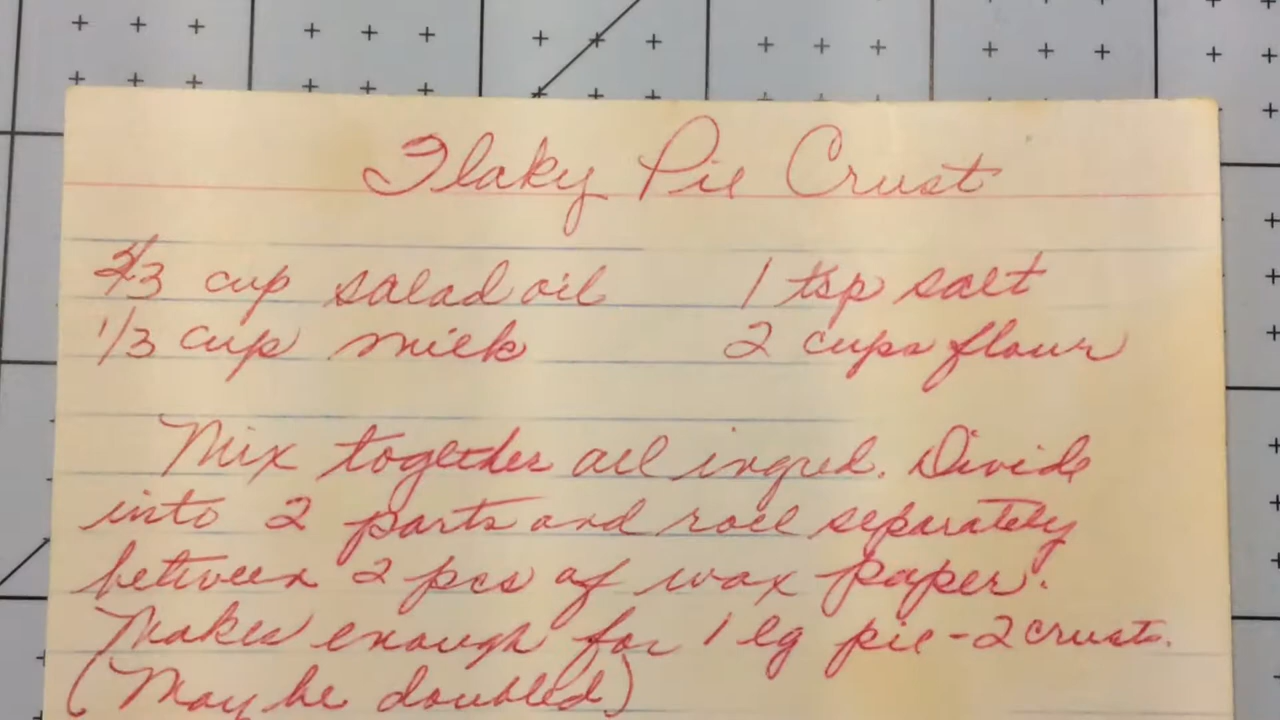 Flaky Pie Crust
2/3 cup salad oil 1 tsp salt
1/3 cup milk 2 cups flour
Mix together all ingred. Divide
into 2 parts and roll separately
between 2 pcs of wax paper.
Makes enough for 1 lg pie - 2 crusts.
(May be doubled)